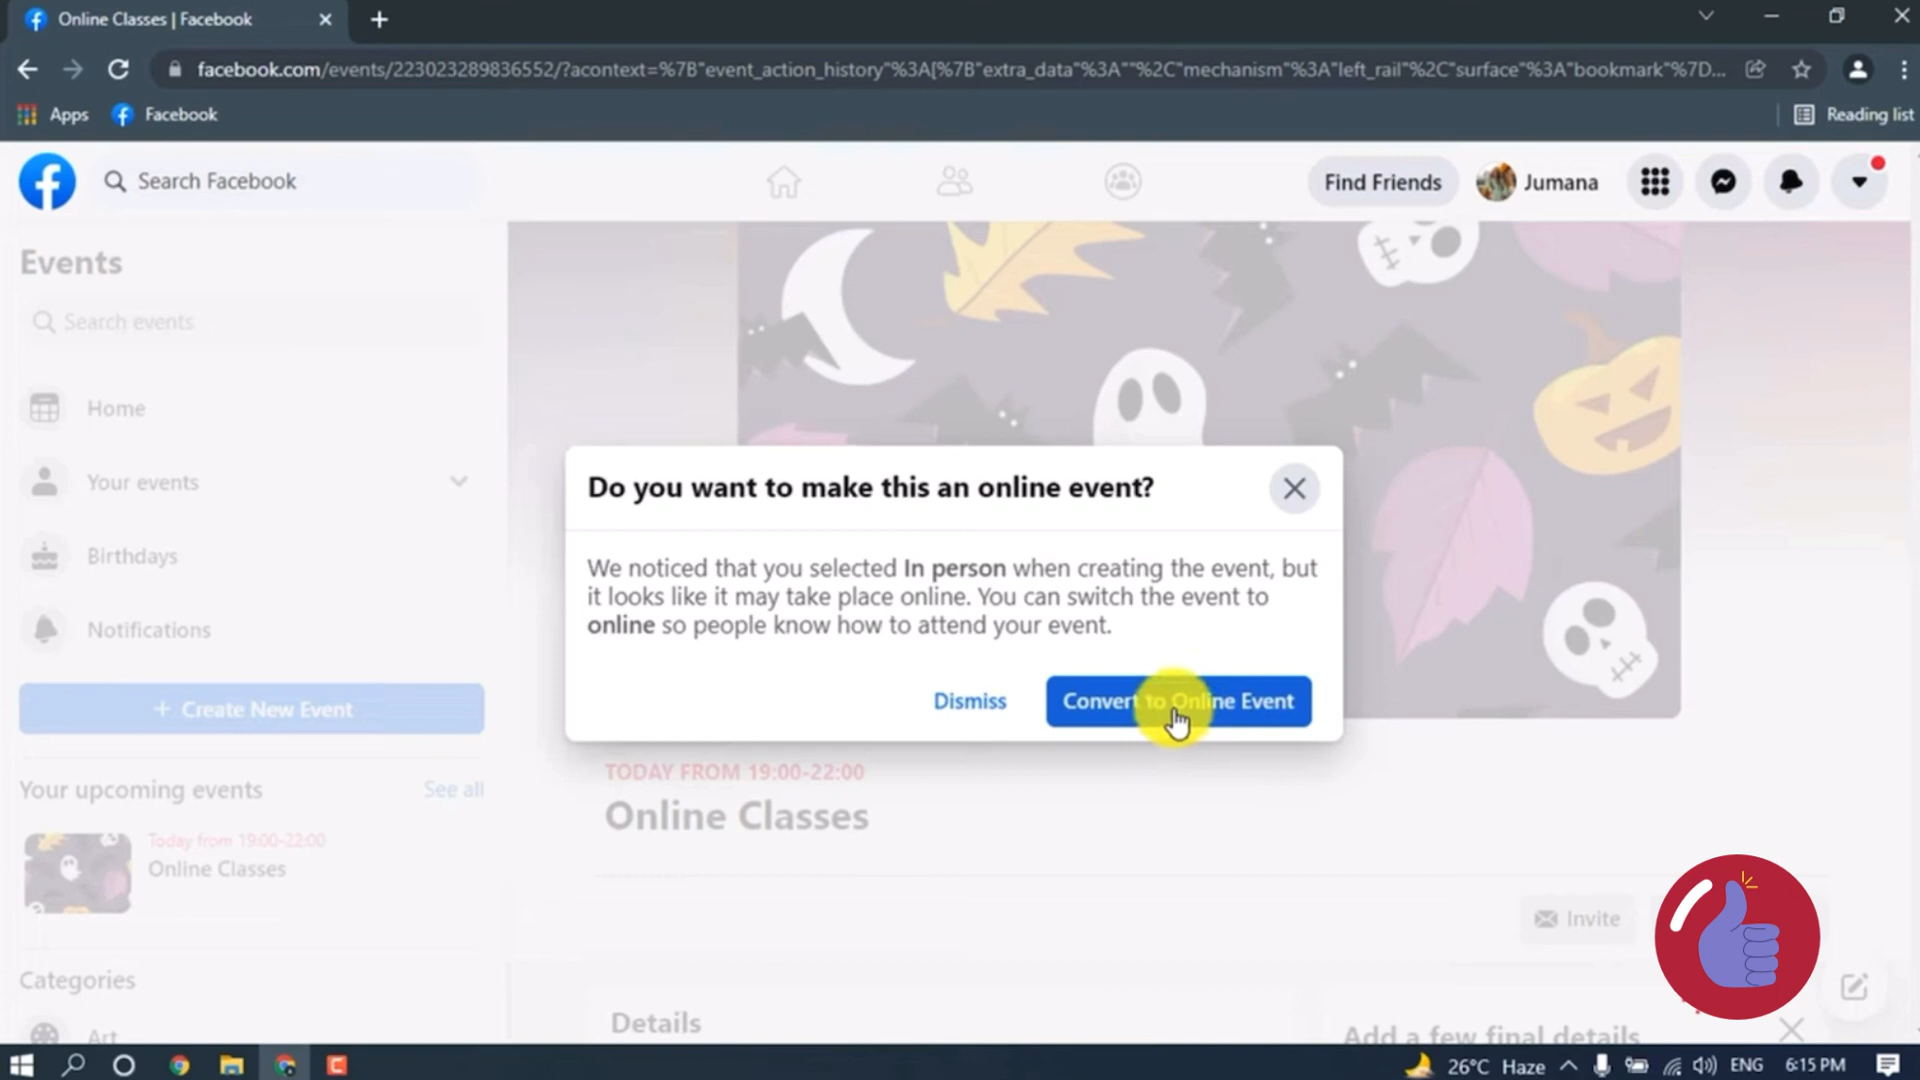 Online Classes | Facebook
facebook.com/events/223023289836552/?acontext=%7B"event_action_history"%3A[%7B"extra_data"%3A""%2C"mechanism"%3A"left_rail"%2C"surface"%3A"bookmark"%7D...
Apps
Facebook
Reading list
Search Facebook
Find Friends
Jumana
Events
Search events
Home
Your events
Birthdays
Notifications
+ Create New Event
Your upcoming events
See all
Today from 19:00-22:00
Online Classes
Categories
Art
Do you want to make this an online event?
We noticed that you selected In person when creating the event, but
it looks like it may take place online. You can switch the event to
online so people know how to attend your event.
Dismiss
Convert to Online Event
TODAY FROM 19:00-22:00
Online Classes
Invite
Details
Add a few final details
26°C Haze
ENG
6:15 PM